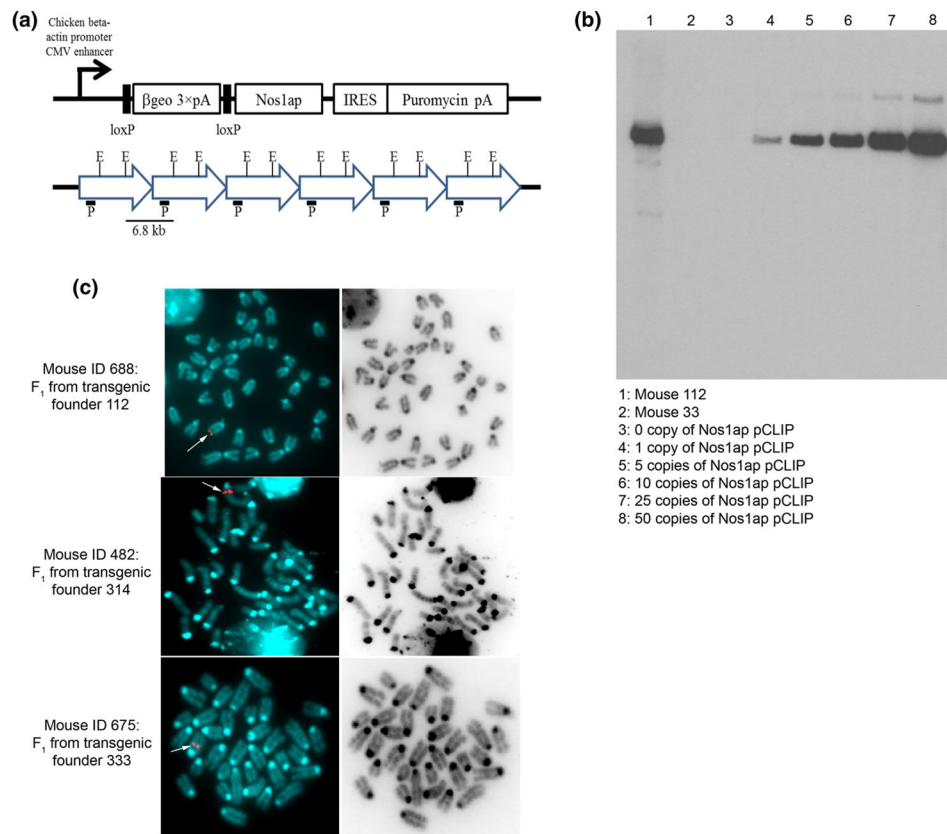 (a)
Chicken beta-
actin promoter
CMV enhancer
βgeo 3×pA
Nos1ap
IRES
Puromycin pA
loxP
loxP
E E E E E E E E E E E E
P P P P P P
6.8 kb
(b)
1 2 3 4 5 6 7 8
1: Mouse 112
2: Mouse 33
3: 0 copy of Nos1ap pCLIP
4: 1 copy of Nos1ap pCLIP
5: 5 copies of Nos1ap pCLIP
6: 10 copies of Nos1ap pCLIP
7: 25 copies of Nos1ap pCLIP
8: 50 copies of Nos1ap pCLIP
(c)
Mouse ID 688:
F1 from transgenic
founder 112
Mouse ID 482:
F1 from transgenic
founder 314
Mouse ID 675:
F1 from transgenic
founder 333